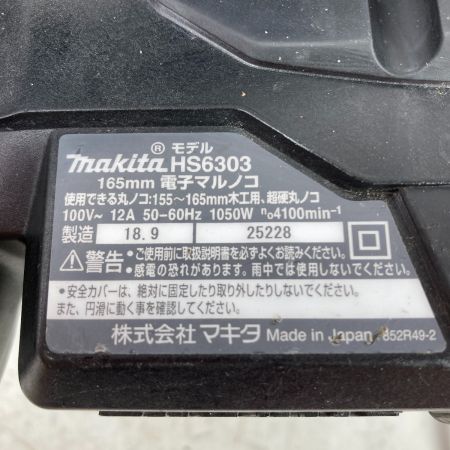 ® モデル
makita HS6303
165mm 電子マルノコ
使用できる丸ノコ:155〜165mm木工用、超硬丸ノコ
100V~ 12A 50-60Hz 1050W n₀4100min⁻¹
製造 18.9 25228
⚠警告 ・ご使用前に取扱説明書を必ずよくお読みください。
・感電の恐れがあります。雨中では使用しないでください。
・安全カバーは、絶対に固定したり取り外したりしないでください。
また、円滑に動く事を確認してください。
株式会社 マキタ Made in Japan 852R49-2